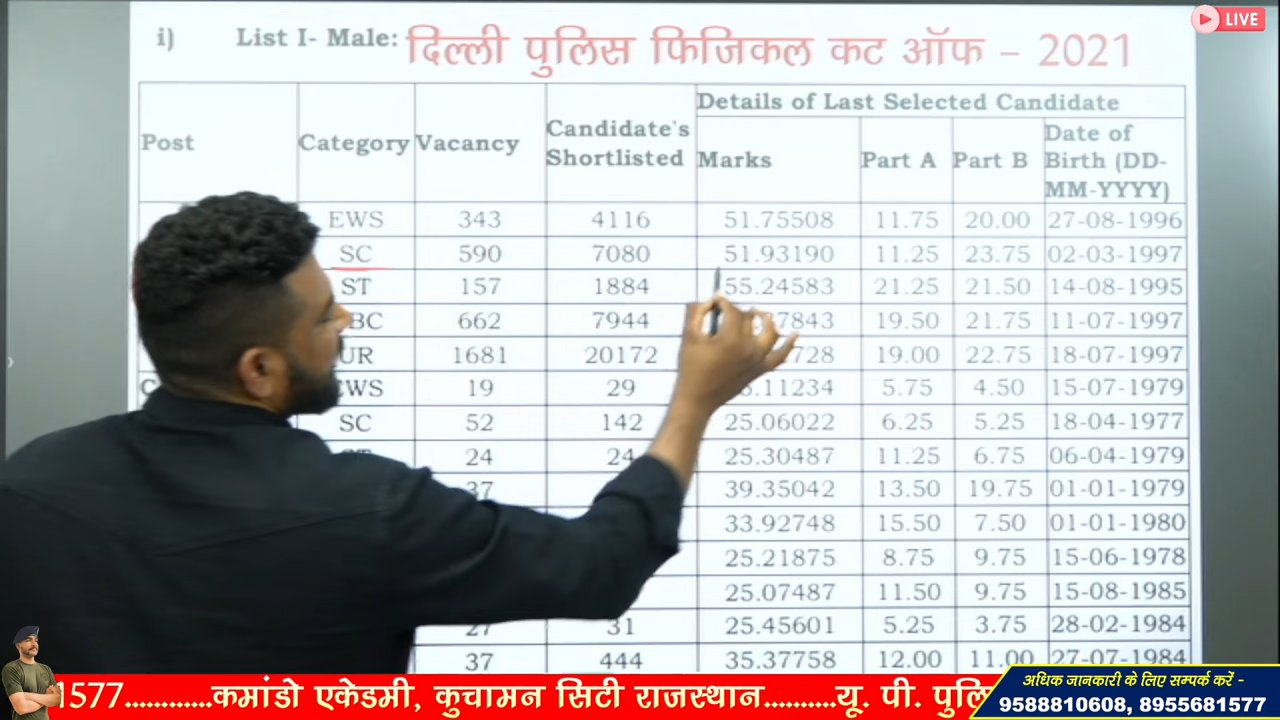 LIVE
i) List I- Male: दिल्ली पुलिस फिजिकल कट ऑफ – 2021
Details of Last Selected Candidate
Post Category Vacancy Candidate's Shortlisted Marks Part A Part B Date of Birth (DD-MM-YYYY)
EWS 343 4116 51.75508 11.75 20.00 27-08-1996
SC 590 7080 51.93190 11.25 23.75 02-03-1997
ST 157 1884 55.24583 21.25 21.50 14-08-1995
BC 662 7944 7843 19.50 21.75 11-07-1997
UR 1681 20172 728 19.00 22.75 18-07-1997
EWS 19 29 .11234 5.75 4.50 15-07-1979
SC 52 142 25.06022 6.25 5.25 18-04-1977
24 24 25.30487 11.25 6.75 06-04-1979
37 39.35042 13.50 19.75 01-01-1979
33.92748 15.50 7.50 01-01-1980
25.21875 8.75 9.75 15-06-1978
25.07487 11.50 9.75 15-08-1985
27 31 25.45601 5.25 3.75 28-02-1984
37 444 35.37758 12.00 11.00 27-07-1984
1577............कमांडो एकेडमी, कुचामन सिटी राजस्थान..........यू. पी. पुलि
अधिक जानकारी के लिए सम्पर्क करें -
9588810608, 8955681577